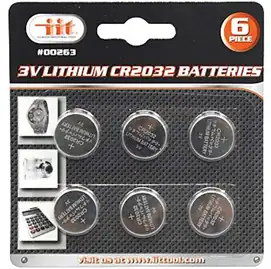 iit
#00263
6
PIECE
3V LITHIUM CR2032 BATTERIES
visit us at www.iittool.com